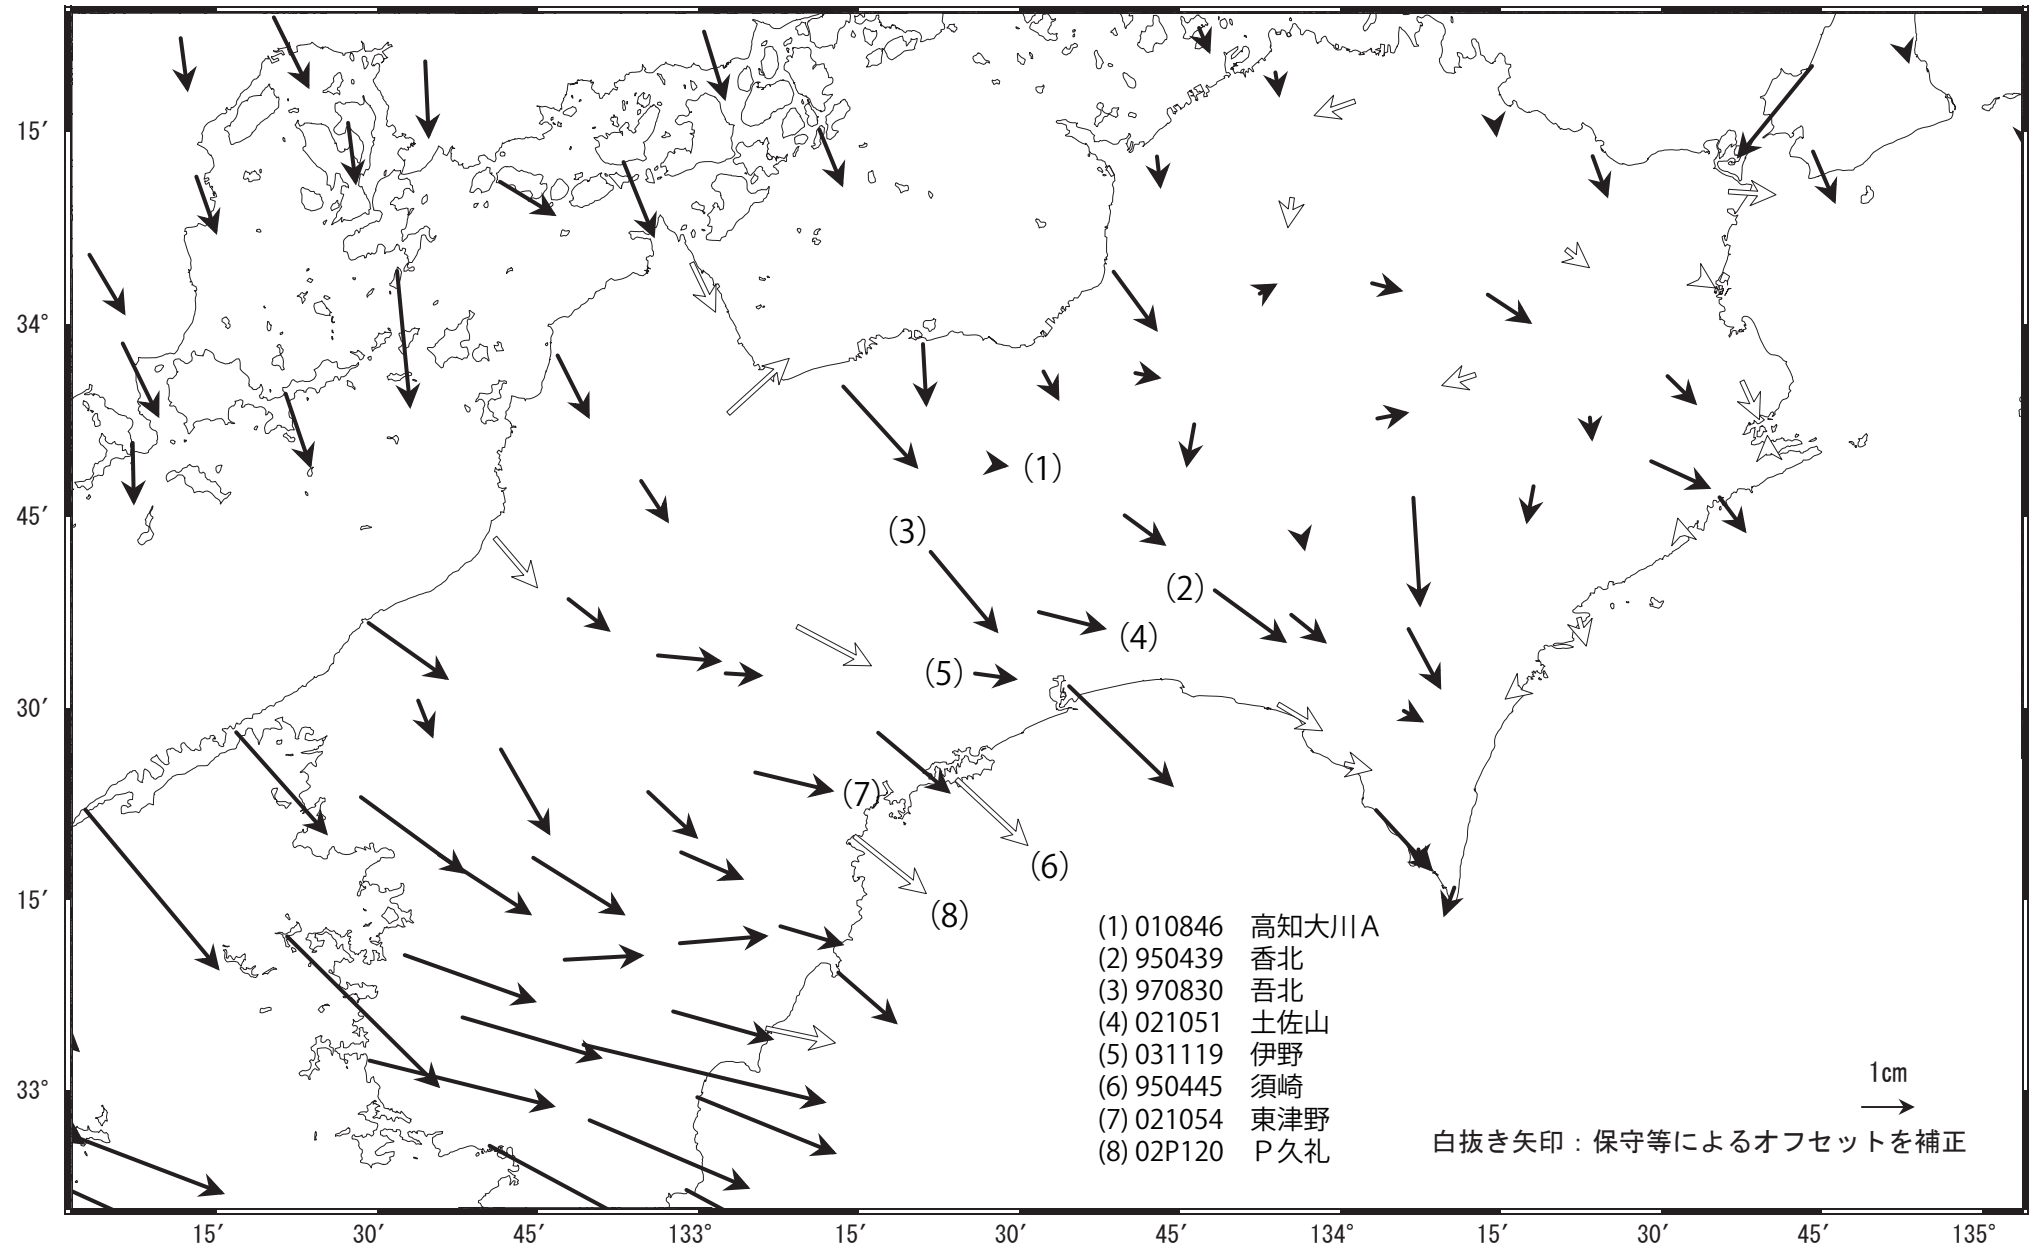 15′
34°
45′
30′
15′
33°
(1)
(3)
(2)
(4)
(5)
(7)
(6)
(8)
(1) 010846 高知大川A
(2) 950439 香北
(3) 970830 吾北
(4) 021051 土佐山
(5) 031119 伊野
(6) 950445 須崎
(7) 021054 東津野
(8) 02P120 P久礼
1cm
白抜き矢印：保守等によるオフセットを補正
15′ 30′ 45′ 133° 15′ 30′ 45′ 134° 15′ 30′ 45′ 135°